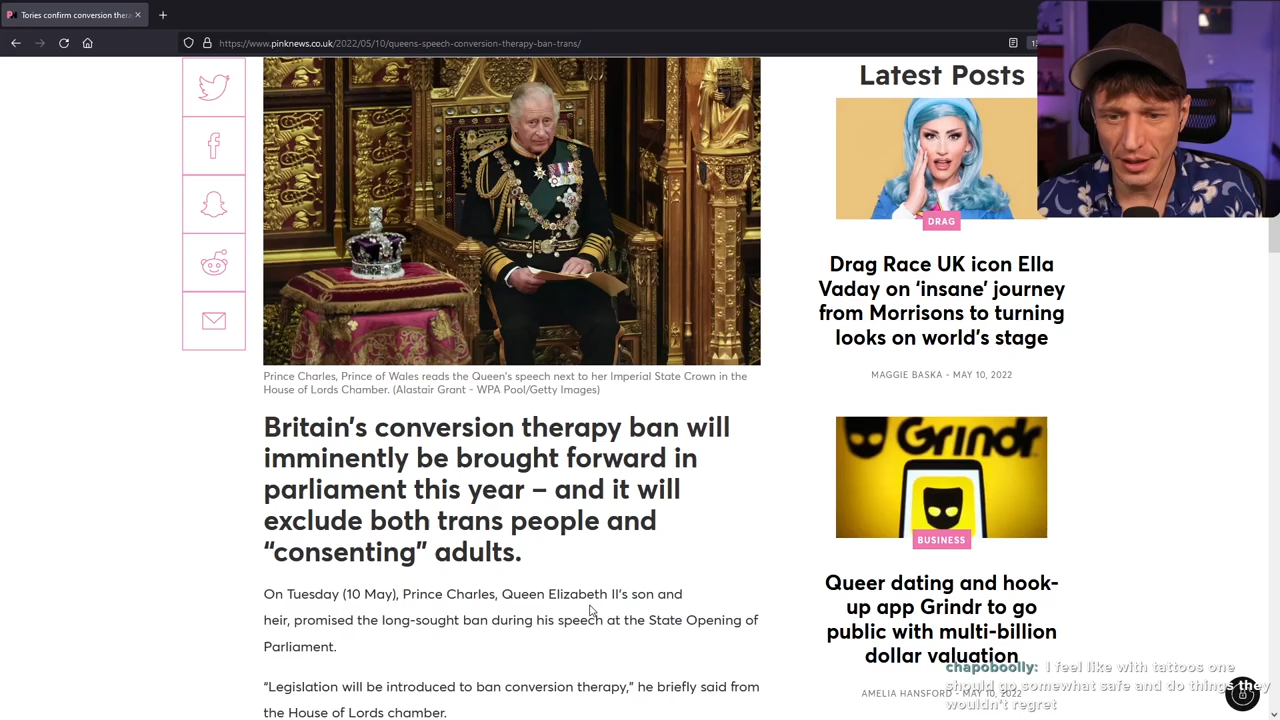 Tories confirm conversion thera
https://www.pinknews.co.uk/2022/05/10/queens-speech-conversion-therapy-ban-trans/
Prince Charles, Prince of Wales reads the Queen's speech next to her Imperial State Crown in the
House of Lords Chamber. (Alastair Grant - WPA Pool/Getty Images)
Britain's conversion therapy ban will
imminently be brought forward in
parliament this year – and it will
exclude both trans people and
“consenting” adults.
On Tuesday (10 May), Prince Charles, Queen Elizabeth II's son and
heir, promised the long-sought ban during his speech at the State Opening of
Parliament.
“Legislation will be introduced to ban conversion therapy,” he briefly said from
the House of Lords chamber.
Latest Posts
DRAG
Drag Race UK icon Ella
Vaday on ‘insane’ journey
from Morrisons to turning
looks on world's stage
MAGGIE BASKA - MAY 10, 2022
Grindr
BUSINESS
Queer dating and hook-
up app Grindr to go
public with multi-billion
dollar valuation
AMELIA HANSFORD - MAY 10, 2022
chapoboolly: I feel like with tattoos one
should go somewhat safe and do things they
wouldn't regret